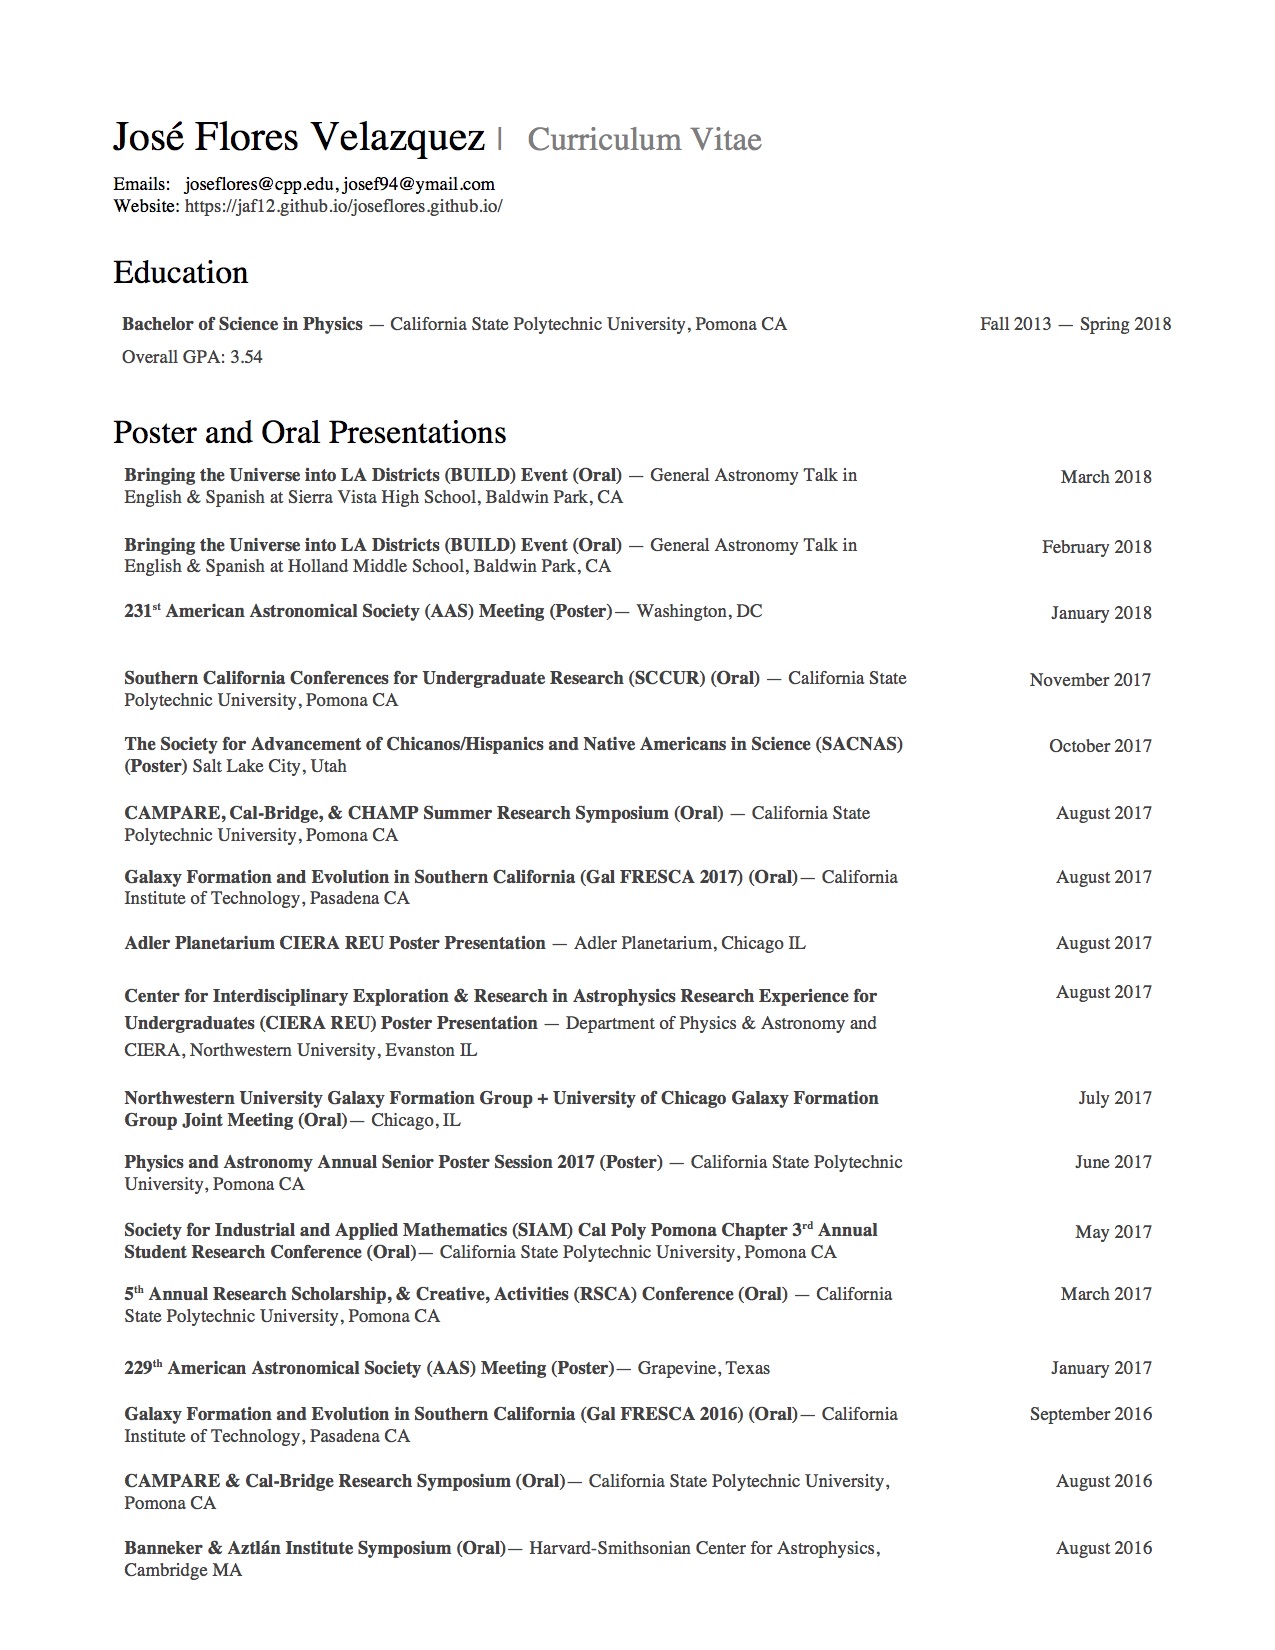 José Flores Velazquez | Curriculum Vitae
Emails: joseflores@cpp.edu, josef94@ymail.com
Website: https://jaf12.github.io/joseflores.github.io/
Education
Bachelor of Science in Physics — California State Polytechnic University, Pomona CA Fall 2013 — Spring 2018
Overall GPA: 3.54
Poster and Oral Presentations
Bringing the Universe into LA Districts (BUILD) Event (Oral) — General Astronomy Talk in March 2018
English & Spanish at Sierra Vista High School, Baldwin Park, CA
Bringing the Universe into LA Districts (BUILD) Event (Oral) — General Astronomy Talk in February 2018
English & Spanish at Holland Middle School, Baldwin Park, CA
231st American Astronomical Society (AAS) Meeting (Poster)— Washington, DC January 2018
Southern California Conferences for Undergraduate Research (SCCUR) (Oral) — California State November 2017
Polytechnic University, Pomona CA
The Society for Advancement of Chicanos/Hispanics and Native Americans in Science (SACNAS) October 2017
(Poster) Salt Lake City, Utah
CAMPARE, Cal-Bridge, & CHAMP Summer Research Symposium (Oral) — California State August 2017
Polytechnic University, Pomona CA
Galaxy Formation and Evolution in Southern California (Gal FRESCA 2017) (Oral)— California August 2017
Institute of Technology, Pasadena CA
Adler Planetarium CIERA REU Poster Presentation — Adler Planetarium, Chicago IL August 2017
Center for Interdisciplinary Exploration & Research in Astrophysics Research Experience for August 2017
Undergraduates (CIERA REU) Poster Presentation — Department of Physics & Astronomy and
CIERA, Northwestern University, Evanston IL
Northwestern University Galaxy Formation Group + University of Chicago Galaxy Formation July 2017
Group Joint Meeting (Oral)— Chicago, IL
Physics and Astronomy Annual Senior Poster Session 2017 (Poster) — California State Polytechnic June 2017
University, Pomona CA
Society for Industrial and Applied Mathematics (SIAM) Cal Poly Pomona Chapter 3rd Annual May 2017
Student Research Conference (Oral)— California State Polytechnic University, Pomona CA
5th Annual Research Scholarship, & Creative, Activities (RSCA) Conference (Oral) — California March 2017
State Polytechnic University, Pomona CA
229th American Astronomical Society (AAS) Meeting (Poster)— Grapevine, Texas January 2017
Galaxy Formation and Evolution in Southern California (Gal FRESCA 2016) (Oral)— California September 2016
Institute of Technology, Pasadena CA
CAMPARE & Cal-Bridge Research Symposium (Oral)— California State Polytechnic University, August 2016
Pomona CA
Banneker & Aztlán Institute Symposium (Oral)— Harvard-Smithsonian Center for Astrophysics, August 2016
Cambridge MA